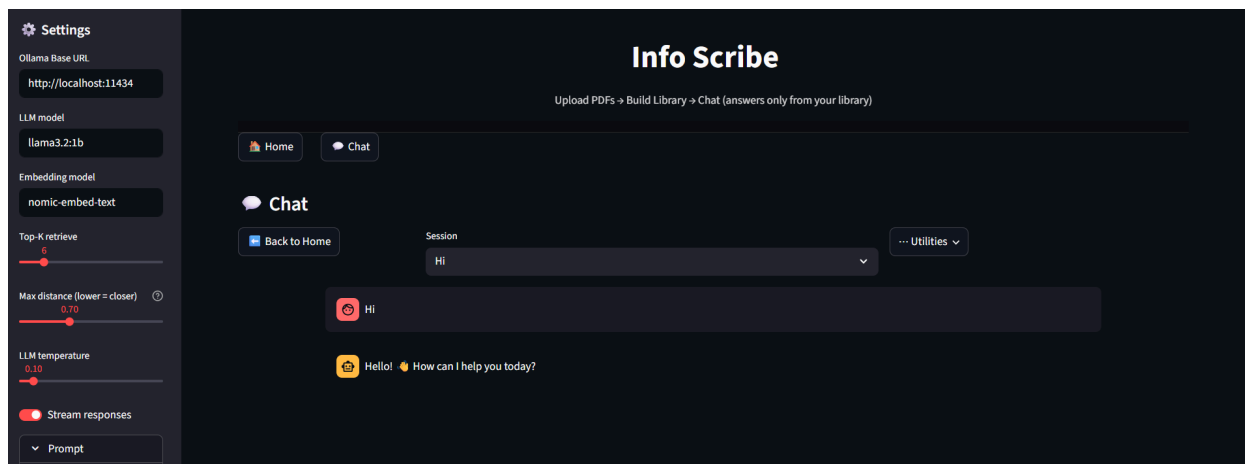 ⚙ Settings
Ollama Base URL
http://localhost:11434
LLM model
llama3.2:1b
Embedding model
nomic-embed-text
Top-K retrieve
6
Max distance (lower = closer)
0.70
LLM temperature
0.10
Stream responses
Prompt
Info Scribe
Upload PDFs → Build Library → Chat (answers only from your library)
🏠 Home
💬 Chat
💬 Chat
⬅ Back to Home
Session
Hi
··· Utilities
Hi
Hello! 👋 How can I help you today?